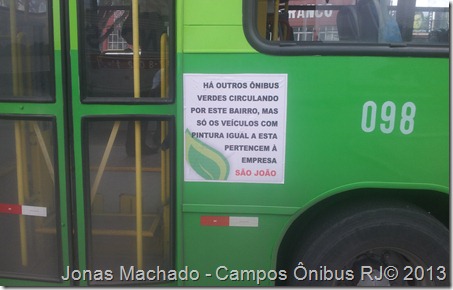 RANCO
HÁ OUTROS ÔNIBUS
VERDES CIRCULANDO
POR ESTE BAIRRO, MAS
SÓ OS VEÍCULOS COM
PINTURA IGUAL A ESTA
PERTENCEM À
EMPRESA
SÃO JOÃO
098
Jonas Machado - Campos Ônibus RJ© 2013